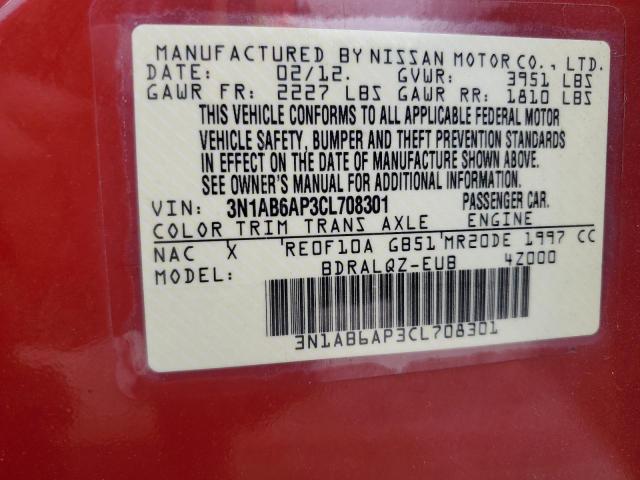 MANUFACTURED BY NISSAN MOTOR CO., LTD.
DATE: 02/12. GVWR: 3951 LBS
GAWR FR: 2227 LBS GAWR RR: 1810 LBS
THIS VEHICLE CONFORMS TO ALL APPLICABLE FEDERAL MOTOR
VEHICLE SAFETY, BUMPER AND THEFT PREVENTION STANDARDS
IN EFFECT ON THE DATE OF MANUFACTURE SHOWN ABOVE.
SEE OWNER'S MANUAL FOR ADDITIONAL INFORMATION.
VIN: 3N1AB6AP3CL708301 PASSENGER CAR.
COLOR TRIM TRANS AXLE ENGINE
NAC X RE0F10A GB51 MR20DE 1997 CC
MODEL: BDRALQZ-EUB 4Z000
3N1AB6AP3CL708301